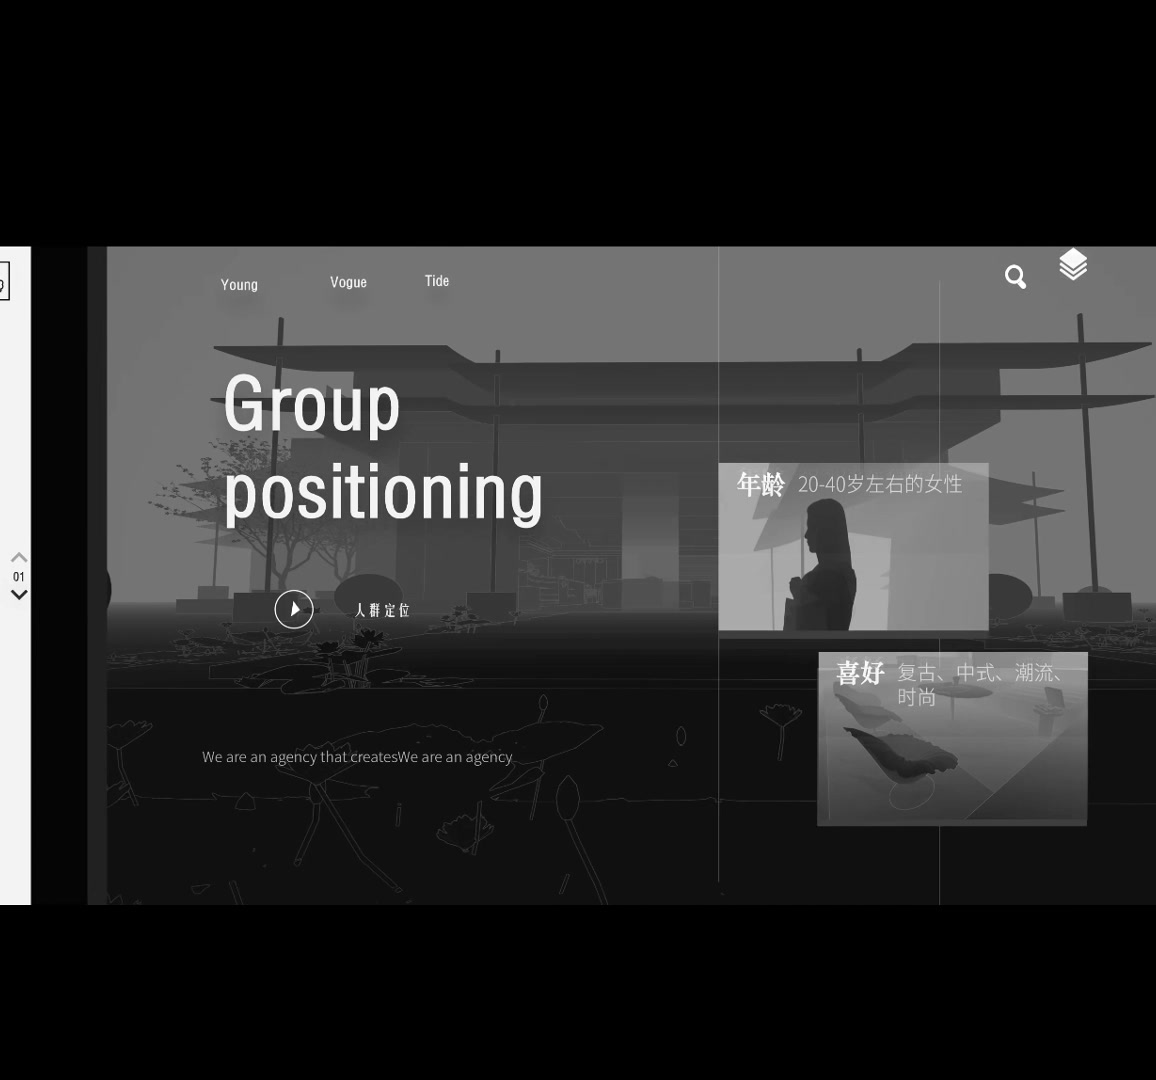 Young
Vogue
Tide
Group
positioning
年龄 20-40岁左右的女性
01
人群定位
喜好 复古、中式、潮流、
时尚
We are an agency that createsWe are an agency